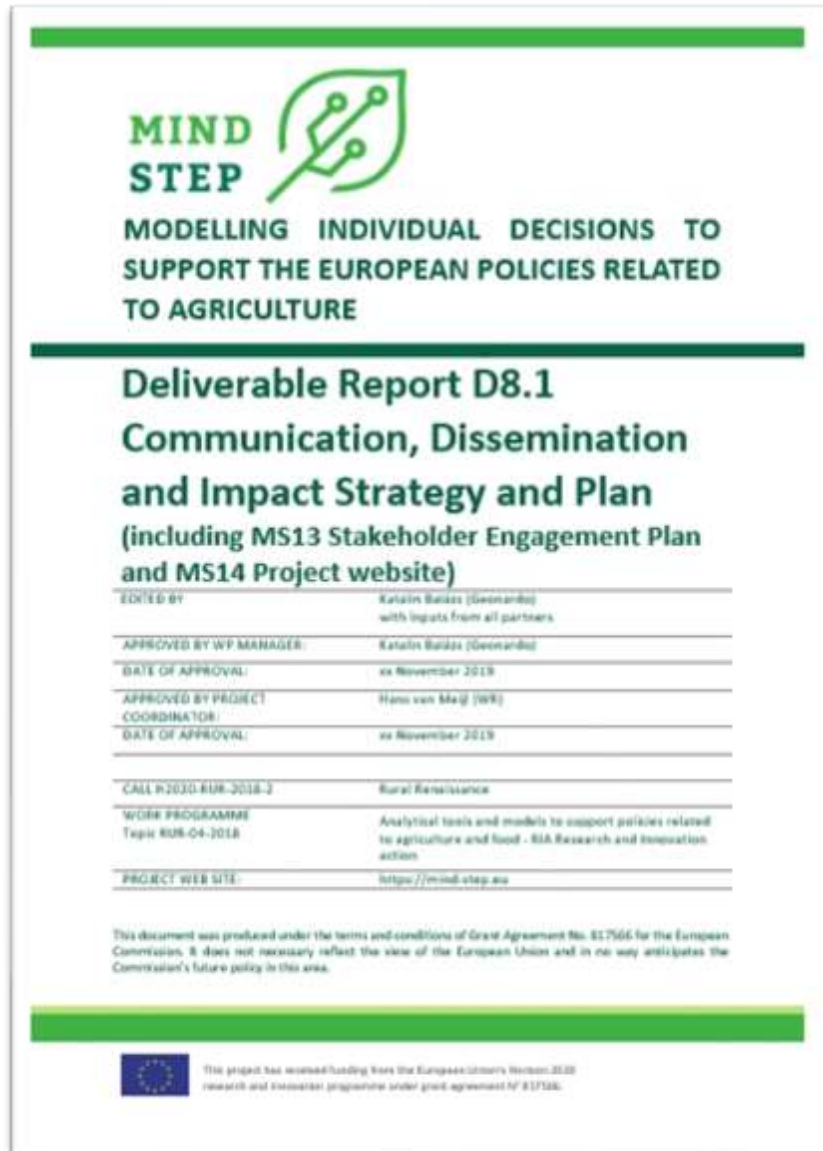 MIND
STEP
MODELLING INDIVIDUAL DECISIONS TO
SUPPORT THE EUROPEAN POLICIES RELATED
TO AGRICULTURE
Deliverable Report D8.1
Communication, Dissemination
and Impact Strategy and Plan
(including MS13 Stakeholder Engagement Plan
and MS14 Project website)
EDITED BY Katalin Balázs (Geonardo)
with inputs from all partners
APPROVED BY WP MANAGER: Katalin Balázs (Geonardo)
DATE OF APPROVAL: xx November 2019
APPROVED BY PROJECT Hans van Meijl (WR)
COORDINATOR:
DATE OF APPROVAL: xx November 2019
CALL H2020-RUR-2018-2 Rural Renaissance
WORK PROGRAMME
Topic RUR-04-2018
Analytical tools and models to support policies related
to agriculture and food - RIA Research and Innovation
action
PROJECT WEB SITE: https://mind-step.eu
This document was produced under the terms and conditions of Grant Agreement No. 817566 for the European
Commission. It does not necessary reflect the view of the European Union and in no way anticipates the
Commission's future policy in this area.
This project has received funding from the European Union's Horizon 2020
research and innovation programme under grant agreement N° 817566.